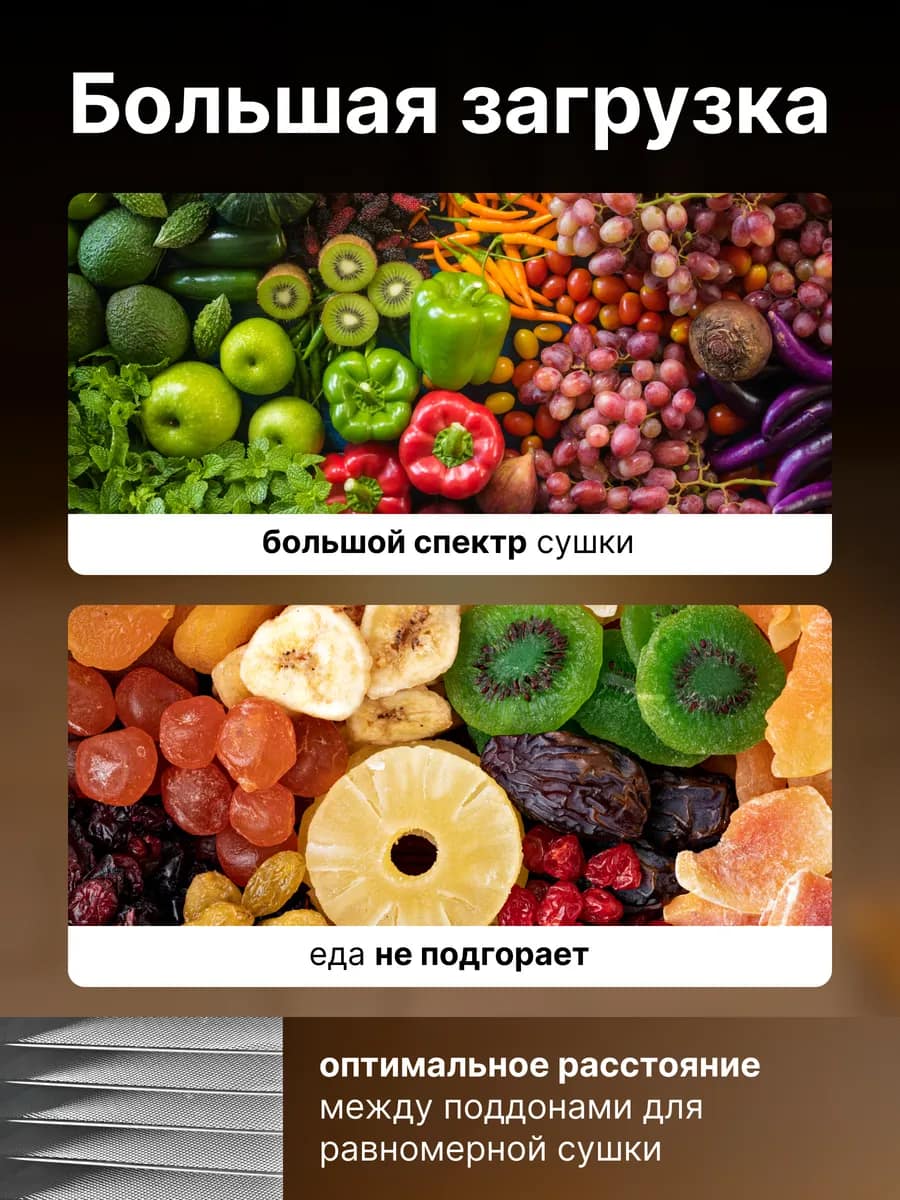 Большая загрузка
большой спектр сушки
еда не подгорает
оптимальное расстояние
между поддонами для
равномерной сушки